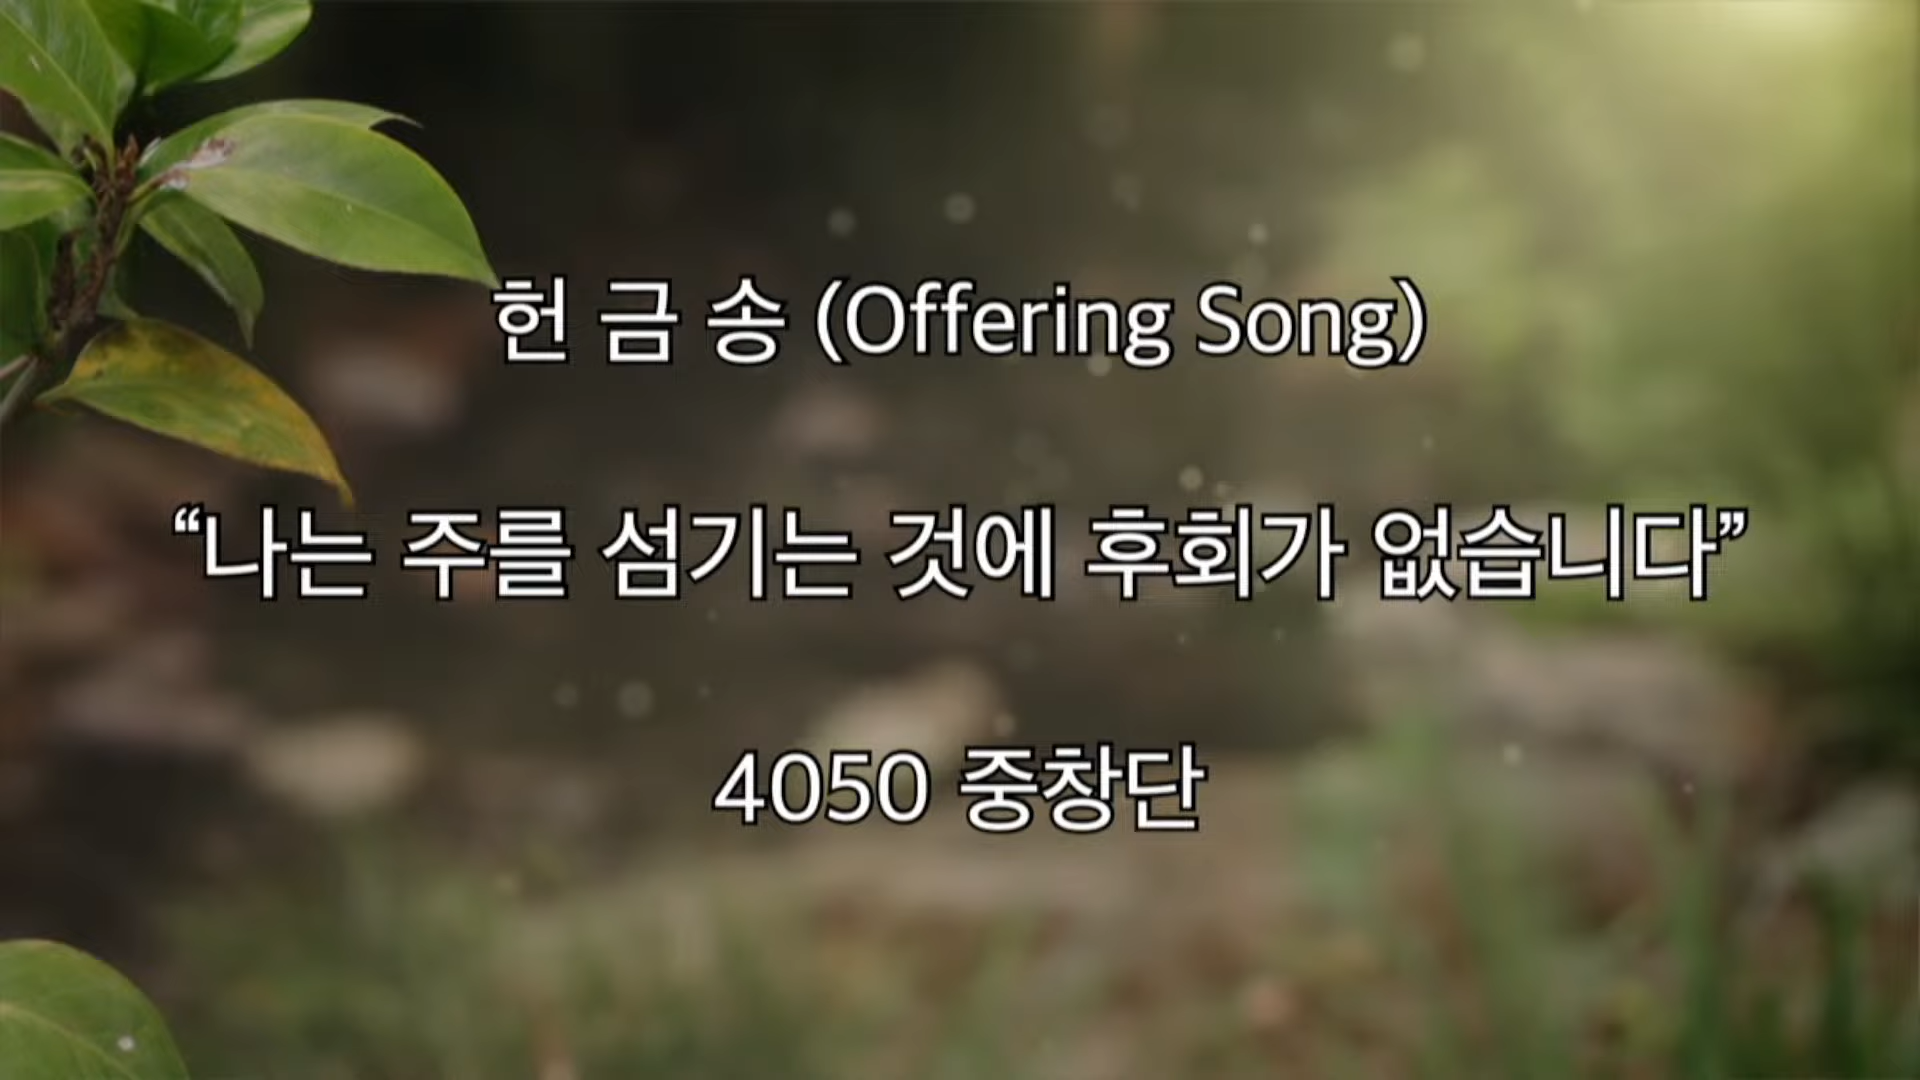 헌 금 송 (Offering Song)
“나는 주를 섬기는 것에 후회가 없습니다”
4050 중창단